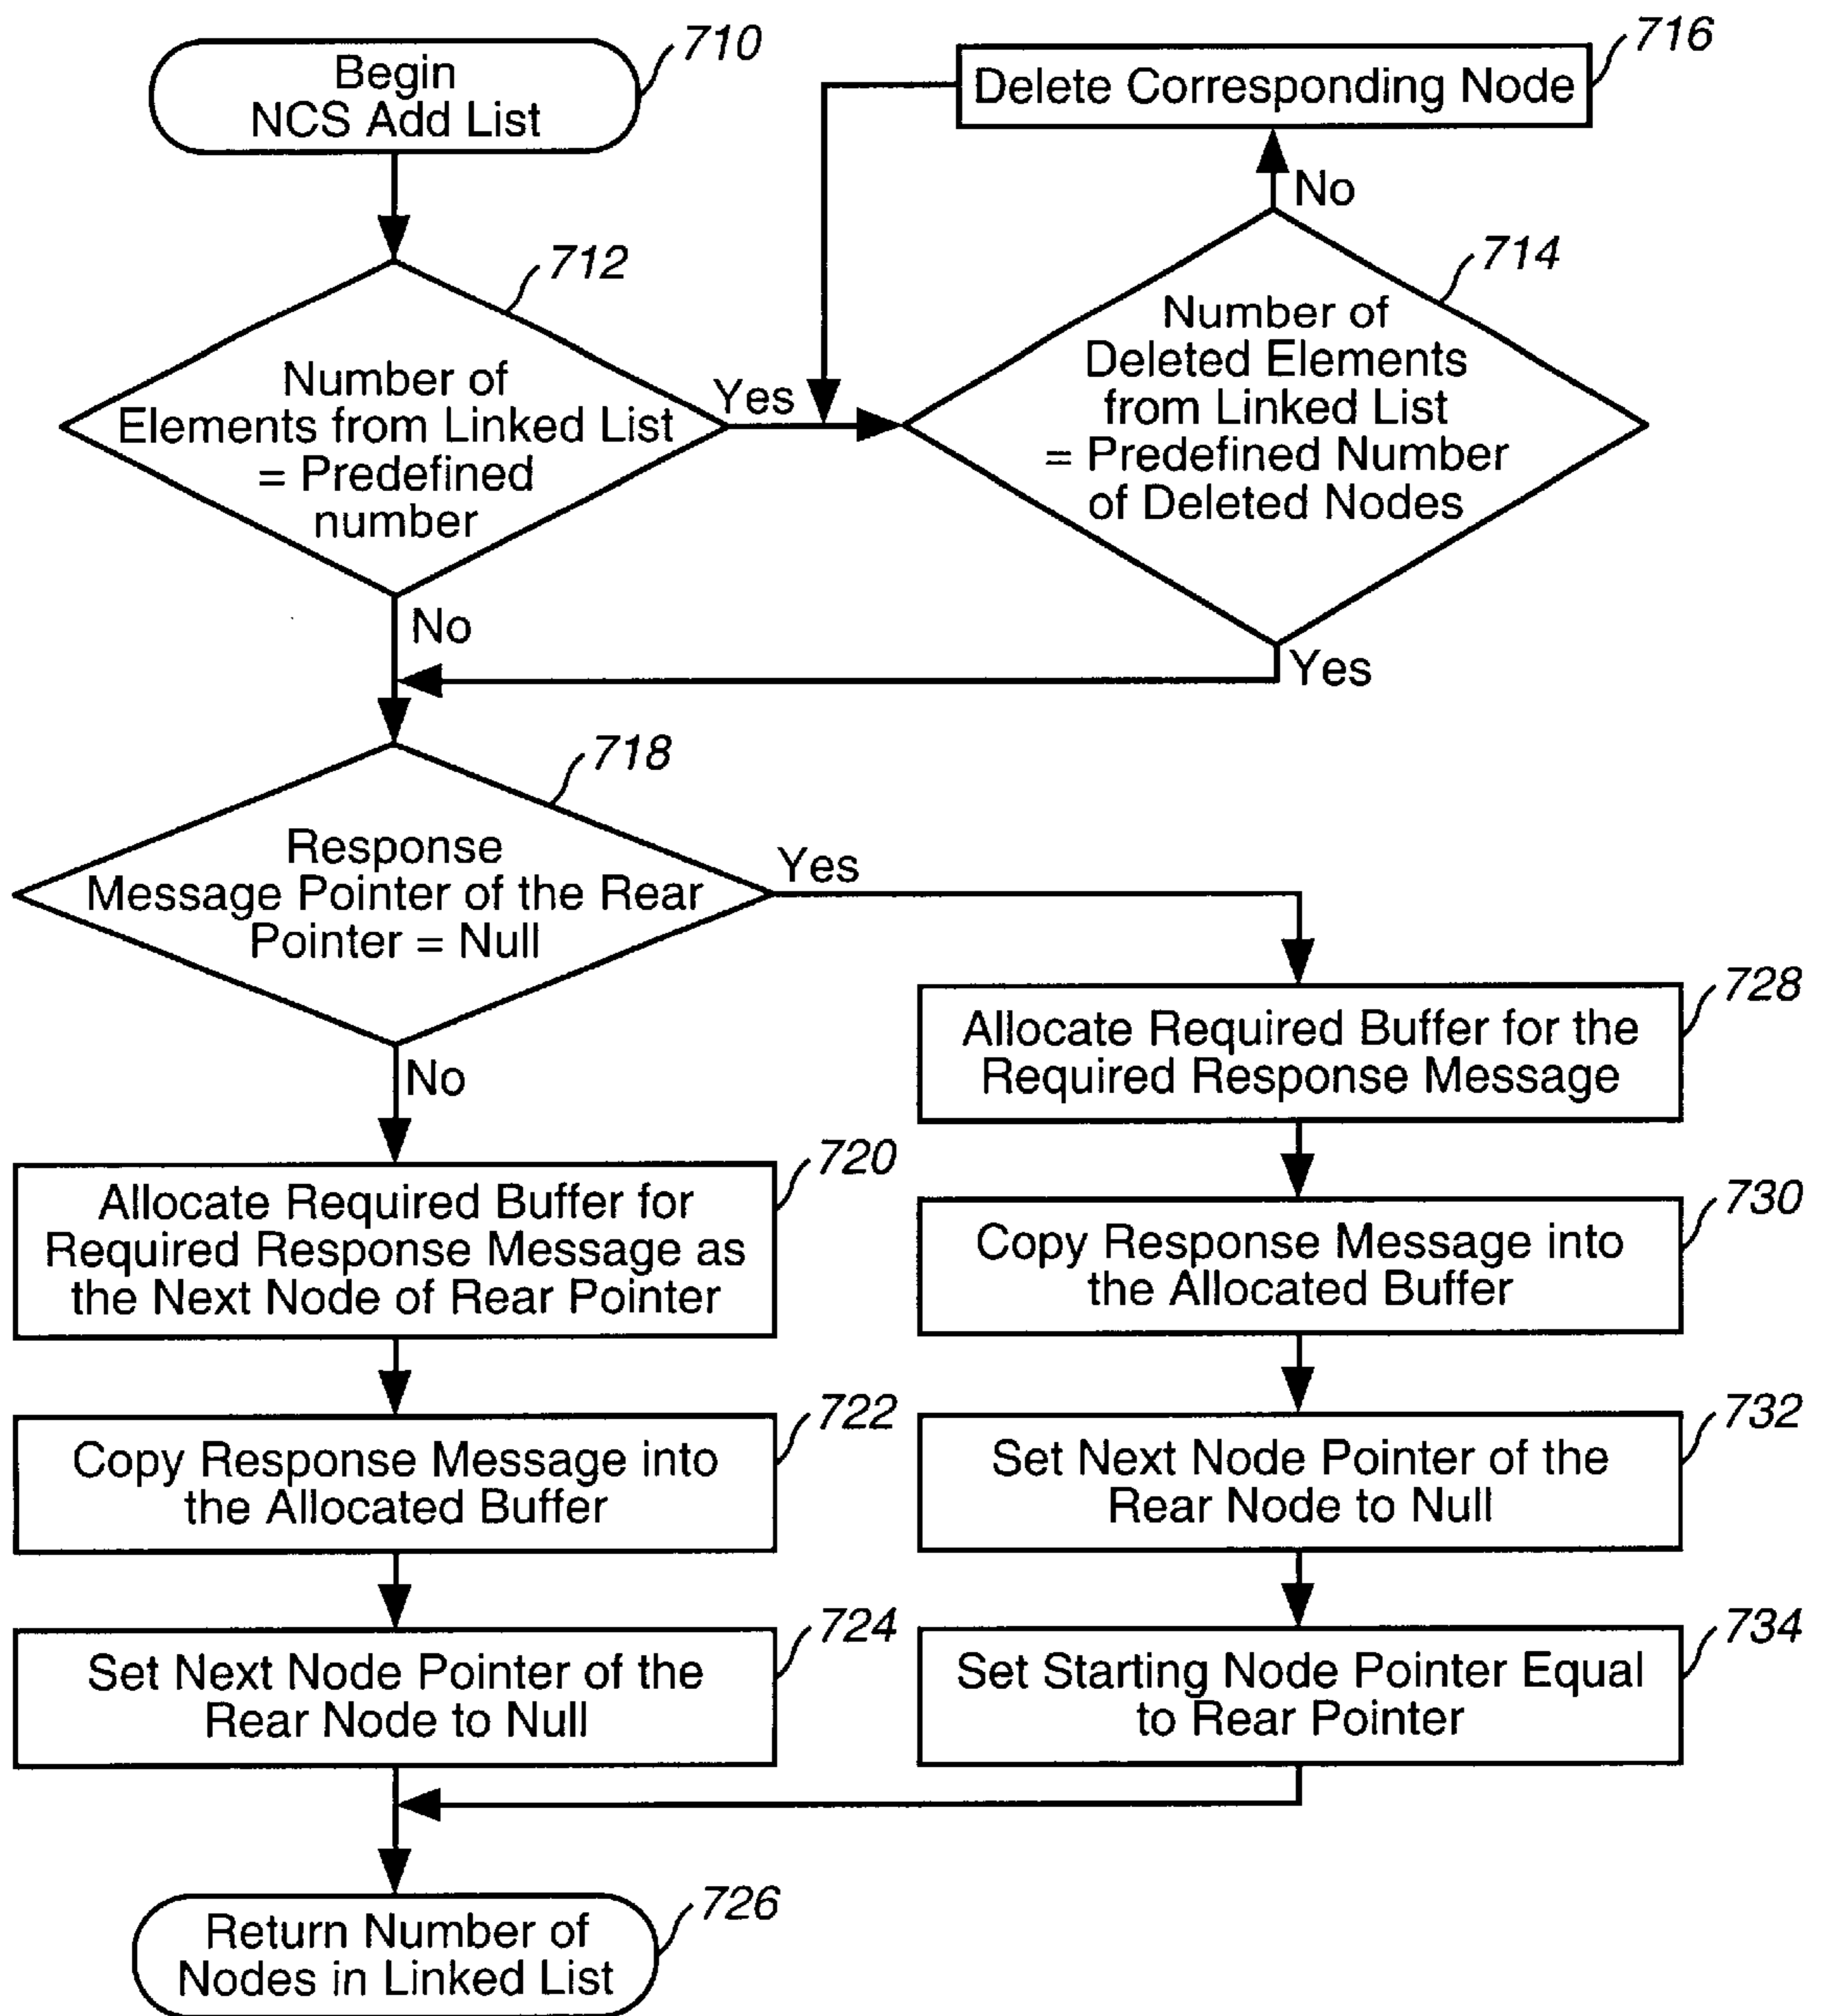 710
Begin
NCS Add List
716
Delete Corresponding Node
No
712
Number of
Elements from Linked List
= Predefined
number
Yes
714
Number of
Deleted Elements
from Linked List
= Predefined Number
of Deleted Nodes
No
Yes
718
Response
Message Pointer of the Rear
Pointer = Null
Yes
No
728
Allocate Required Buffer for the
Required Response Message
720
Allocate Required Buffer for
Required Response Message as
the Next Node of Rear Pointer
730
Copy Response Message into
the Allocated Buffer
722
Copy Response Message into
the Allocated Buffer
732
Set Next Node Pointer of the
Rear Node to Null
724
Set Next Node Pointer of the
Rear Node to Null
734
Set Starting Node Pointer Equal
to Rear Pointer
726
Return Number of
Nodes in Linked List